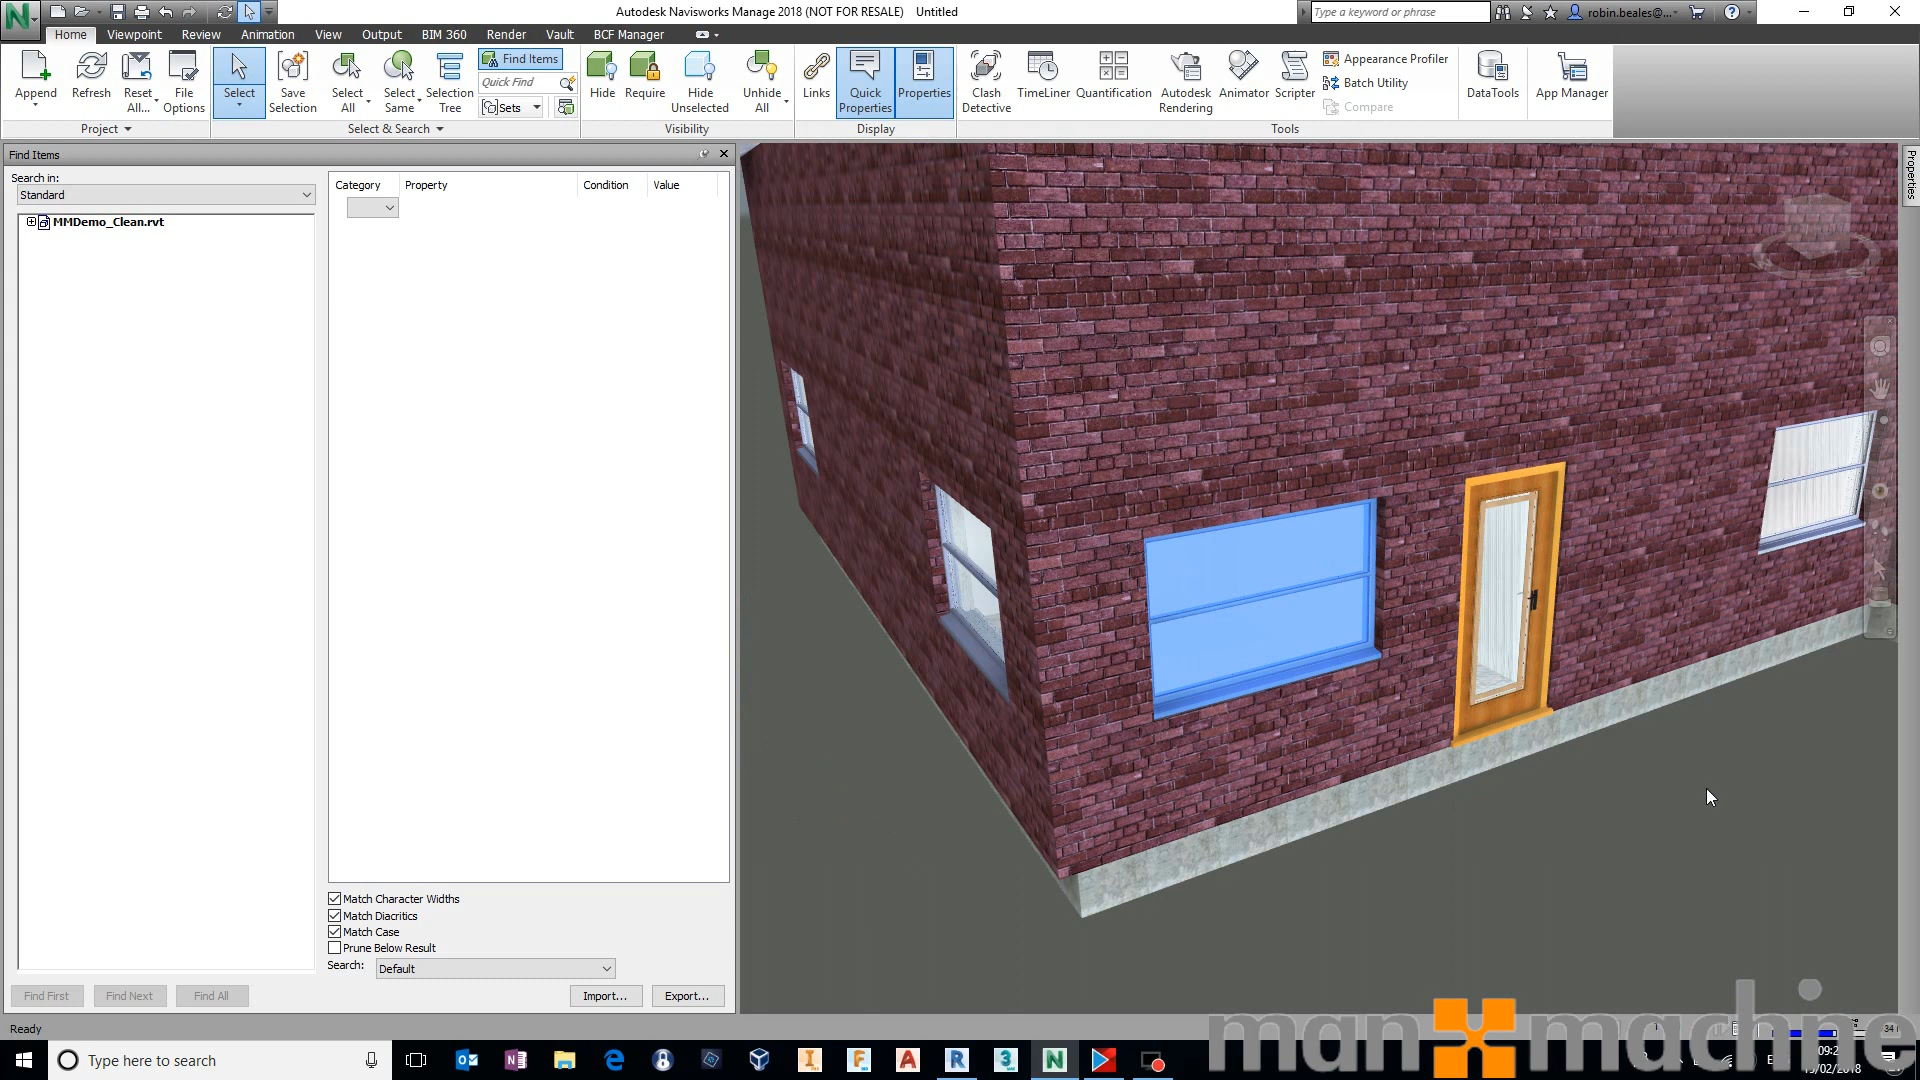 Autodesk Navisworks Manage 2018 (NOT FOR RESALE) Untitled
Type a keyword or phrase
robin.beales@...
Home Viewpoint Review Animation View Output BIM 360 Render Vault BCF Manager
Append
Refresh
Reset All...
File Options
Select
Save Selection
Select All
Select Same
Selection Tree
Find Items
Quick Find
Sets
Hide
Require
Hide Unselected
Unhide All
Links
Quick Properties
Properties
Clash Detective
TimeLiner
Quantification
Autodesk Rendering
Animator
Scripter
Appearance Profiler
Batch Utility
Compare
DataTools
App Manager
Project
Select & Search
Visibility
Display
Tools
Find Items
Search in:
Standard
MMDemo_Clean.rvt
Category Property Condition Value
Properties
Match Character Widths
Match Diacritics
Match Case
Prune Below Result
Search: Default
Find First Find Next Find All Import... Export...
Ready
man machine
Type here to search